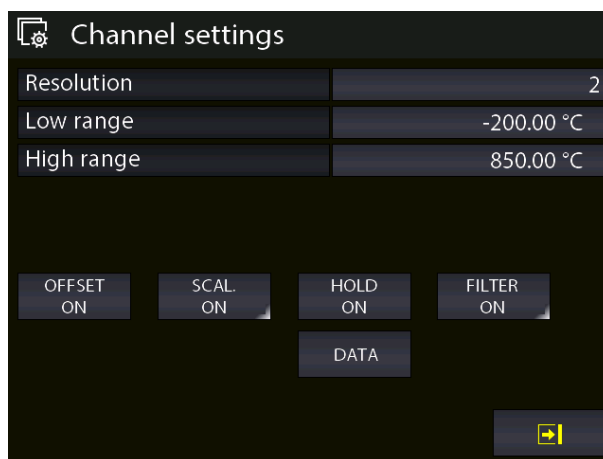 Channel settings
Resolution 2
Low range -200.00 °C
High range 850.00 °C
OFFSET SCAL. HOLD FILTER
ON ON ON ON
DATA